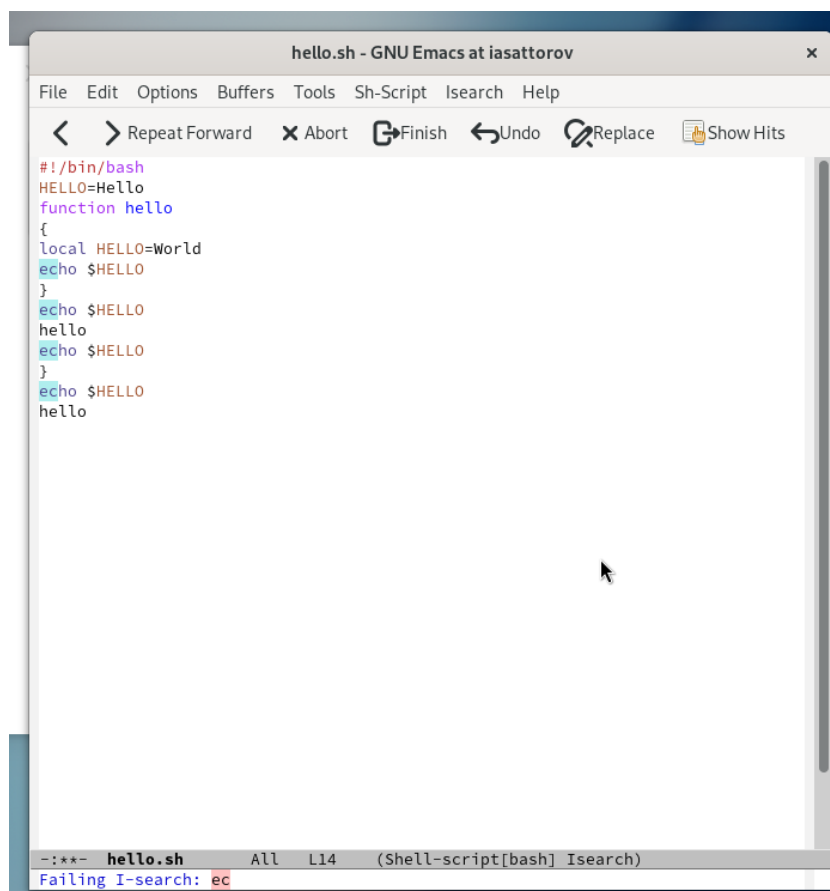 hello.sh - GNU Emacs at iasattorov
File Edit Options Buffers Tools Sh-Script Isearch Help
Repeat Forward Abort Finish Undo Replace Show Hits
#!/bin/bash
HELLO=Hello
function hello
{
local HELLO=World
echo $HELLO
}
echo $HELLO
hello
echo $HELLO
}
echo $HELLO
hello
-:**- hello.sh All L14 (Shell-script[bash] Isearch)
Failing I-search: ec